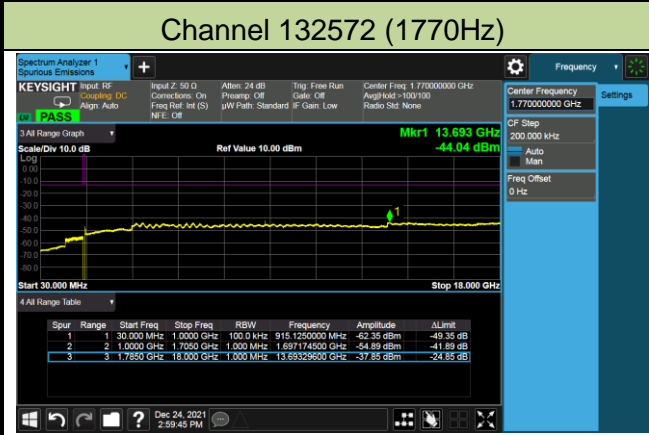 Channel 132572 (1770Hz)
Spectrum Analyzer 1
Spurious Emissions
+
Frequency
KEYSIGHT Input: RF Input Z: 50 Ω Atten: 24 dB Trig: Free Run Center Freq: 1.770000000 GHz
Coupling: DC Corrections: On Preamp: Off Gate: Off Avg|Hold:>100/100
Align: Auto Freq Ref: Int (S) µW Path: Standard IF Gain: Low Radio Std: None
NFE: Off
LXI PASS
Center Frequency
1.770000000 GHz
Settings
CF Step
200.000 kHz
Auto
Man
Freq Offset
0 Hz
3 All Range Graph
Mkr1 13.693 GHz
Scale/Div 10.0 dB Ref Value 10.00 dBm -44.04 dBm
Log
0.00
-10.0
-20.0
-30.0
-40.0
-50.0
-60.0
-70.0
-80.0
1
Start 30.000 MHz Stop 18.000 GHz
4 All Range Table
Spur Range Start Freq Stop Freq RBW Frequency Amplitude ΔLimit
1 1 30.000 MHz 1.0000 GHz 100.0 kHz 915.1250000 MHz -62.35 dBm -49.35 dB
2 2 1.0000 GHz 1.7050 GHz 1.000 MHz 1.697174500 GHz -54.89 dBm -41.89 dB
3 3 1.7850 GHz 18.000 GHz 1.000 MHz 13.69329600 GHz -37.85 dBm -24.85 dB
? Dec 24, 2021
2:59:45 PM